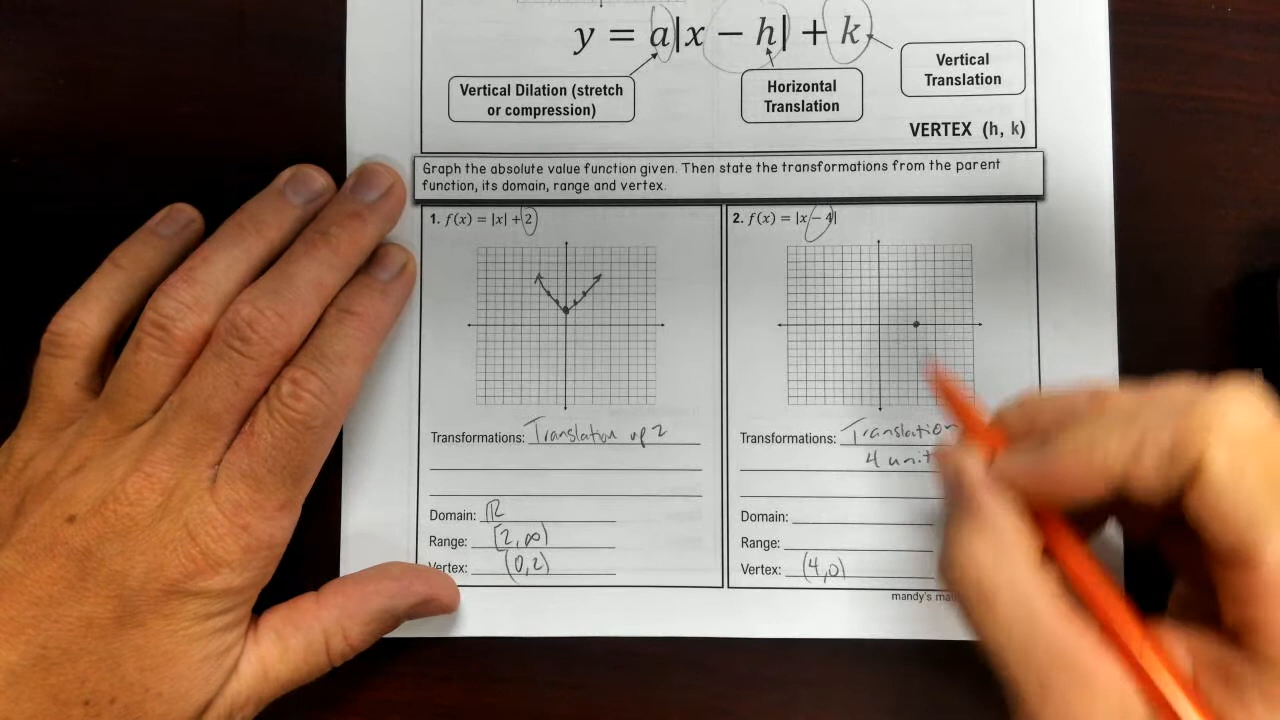 y = a|x − h| + k
Vertical Dilation (stretch
or compression)
Horizontal
Translation
Vertical
Translation
VERTEX (h, k)
Graph the absolute value function given. Then state the transformations from the parent
function, its domain, range and vertex.
1. f(x) = |x| + 2
Transformations: Translation up 2
Domain: ℝ
Range: [2, ∞)
Vertex: (0,2)
2. f(x) = |x − 4|
Transformations: Translation
4 unit
Domain:
Range:
Vertex: (4,0)
mandy's